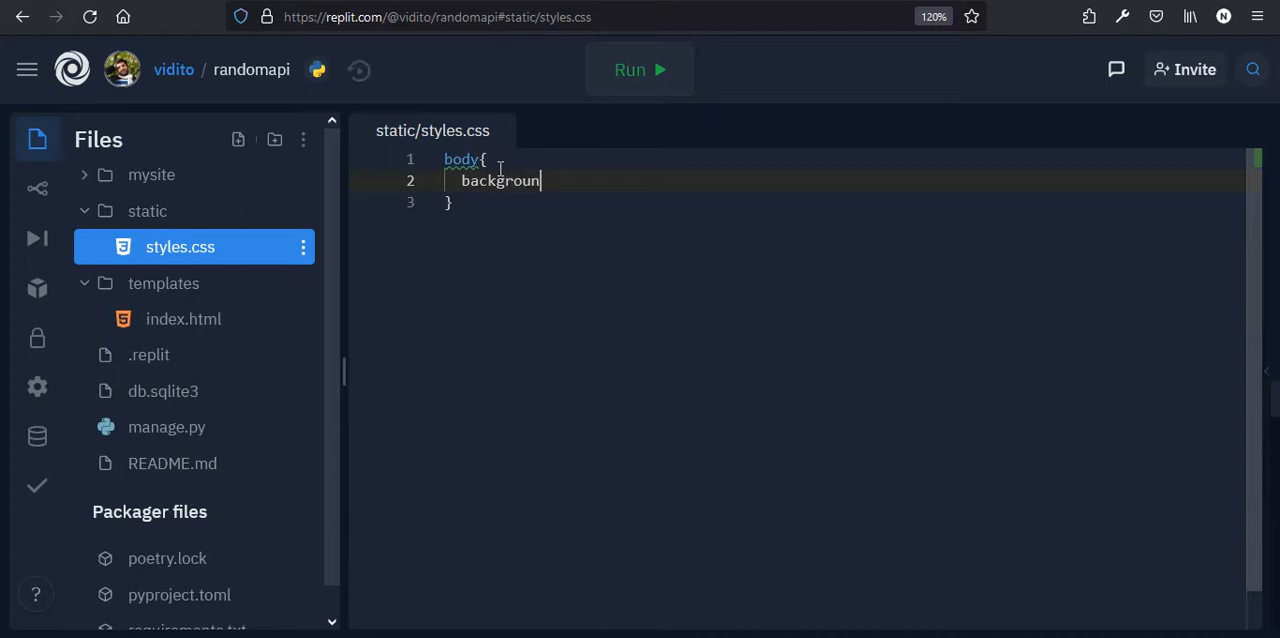 https://replit.com/@vidito/randomapi#static/styles.css
120%
N
vidito / randomapi
Run
Invite
Files
static/styles.css
mysite
static
styles.css
templates
index.html
.replit
db.sqlite3
manage.py
README.md
Packager files
poetry.lock
pyproject.toml
requirements.txt
?
1 body{
2 backgroun
3 }